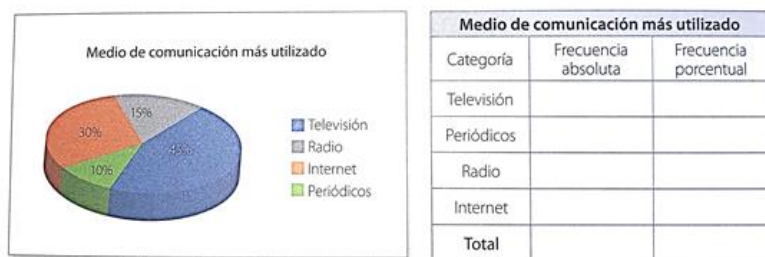 Medio de comunicación más utilizado
15%
30%
45%
10%
Televisión
Radio
Internet
Periódicos
Medio de comunicación más utilizado
Categoría Frecuencia absoluta Frecuencia porcentual
Televisión
Periódicos
Radio
Internet
Total